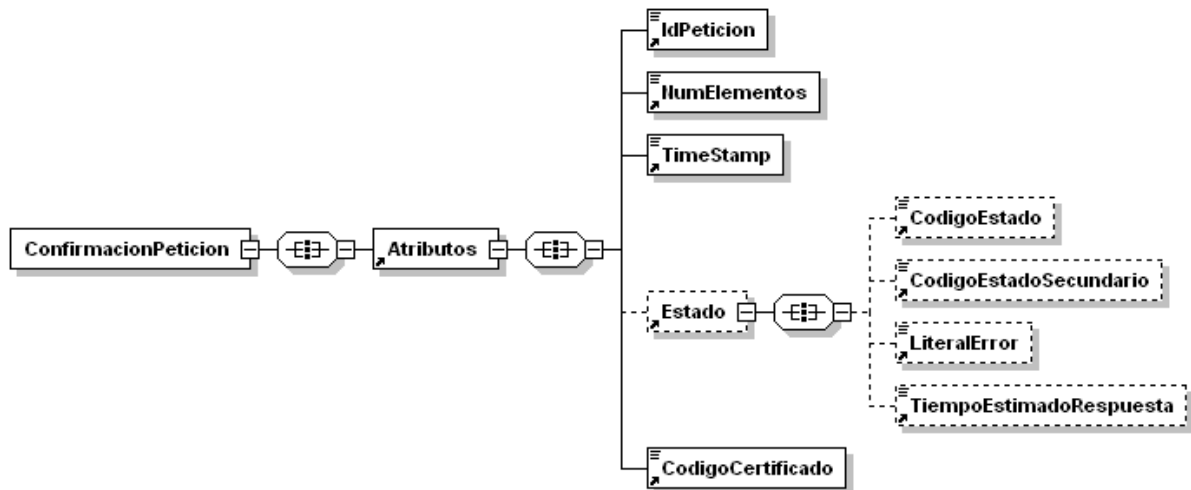 IdPeticion
NumElementos
TimeStamp
ConfirmacionPeticion
Atributos
Estado
CodigoEstado
CodigoEstadoSecundario
LiteralError
TiempoEstimadoRespuesta
CodigoCertificado